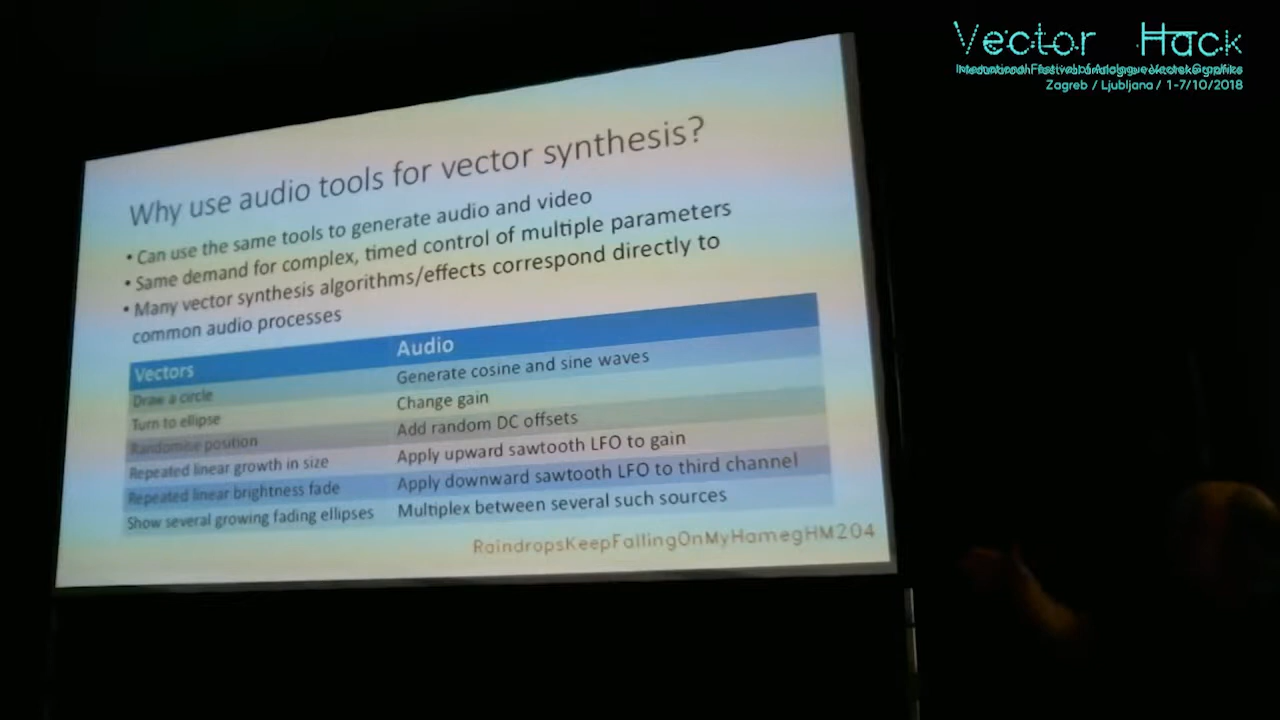 Vector Hack
Zagreb / Ljubljana / 1-7/10/2018
Why use audio tools for vector synthesis?
• Can use the same tools to generate audio and video
• Same demand for complex, timed control of multiple parameters
• Many vector synthesis algorithms/effects correspond directly to
common audio processes
Vectors Audio
Draw a circle Generate cosine and sine waves
Turn to ellipse Change gain
Randomise position Add random DC offsets
Repeated linear growth in size Apply upward sawtooth LFO to gain
Repeated linear brightness fade Apply downward sawtooth LFO to third channel
Show several growing fading ellipses Multiplex between several such sources
RaindropsKeepFallingOnMyHamegHM204